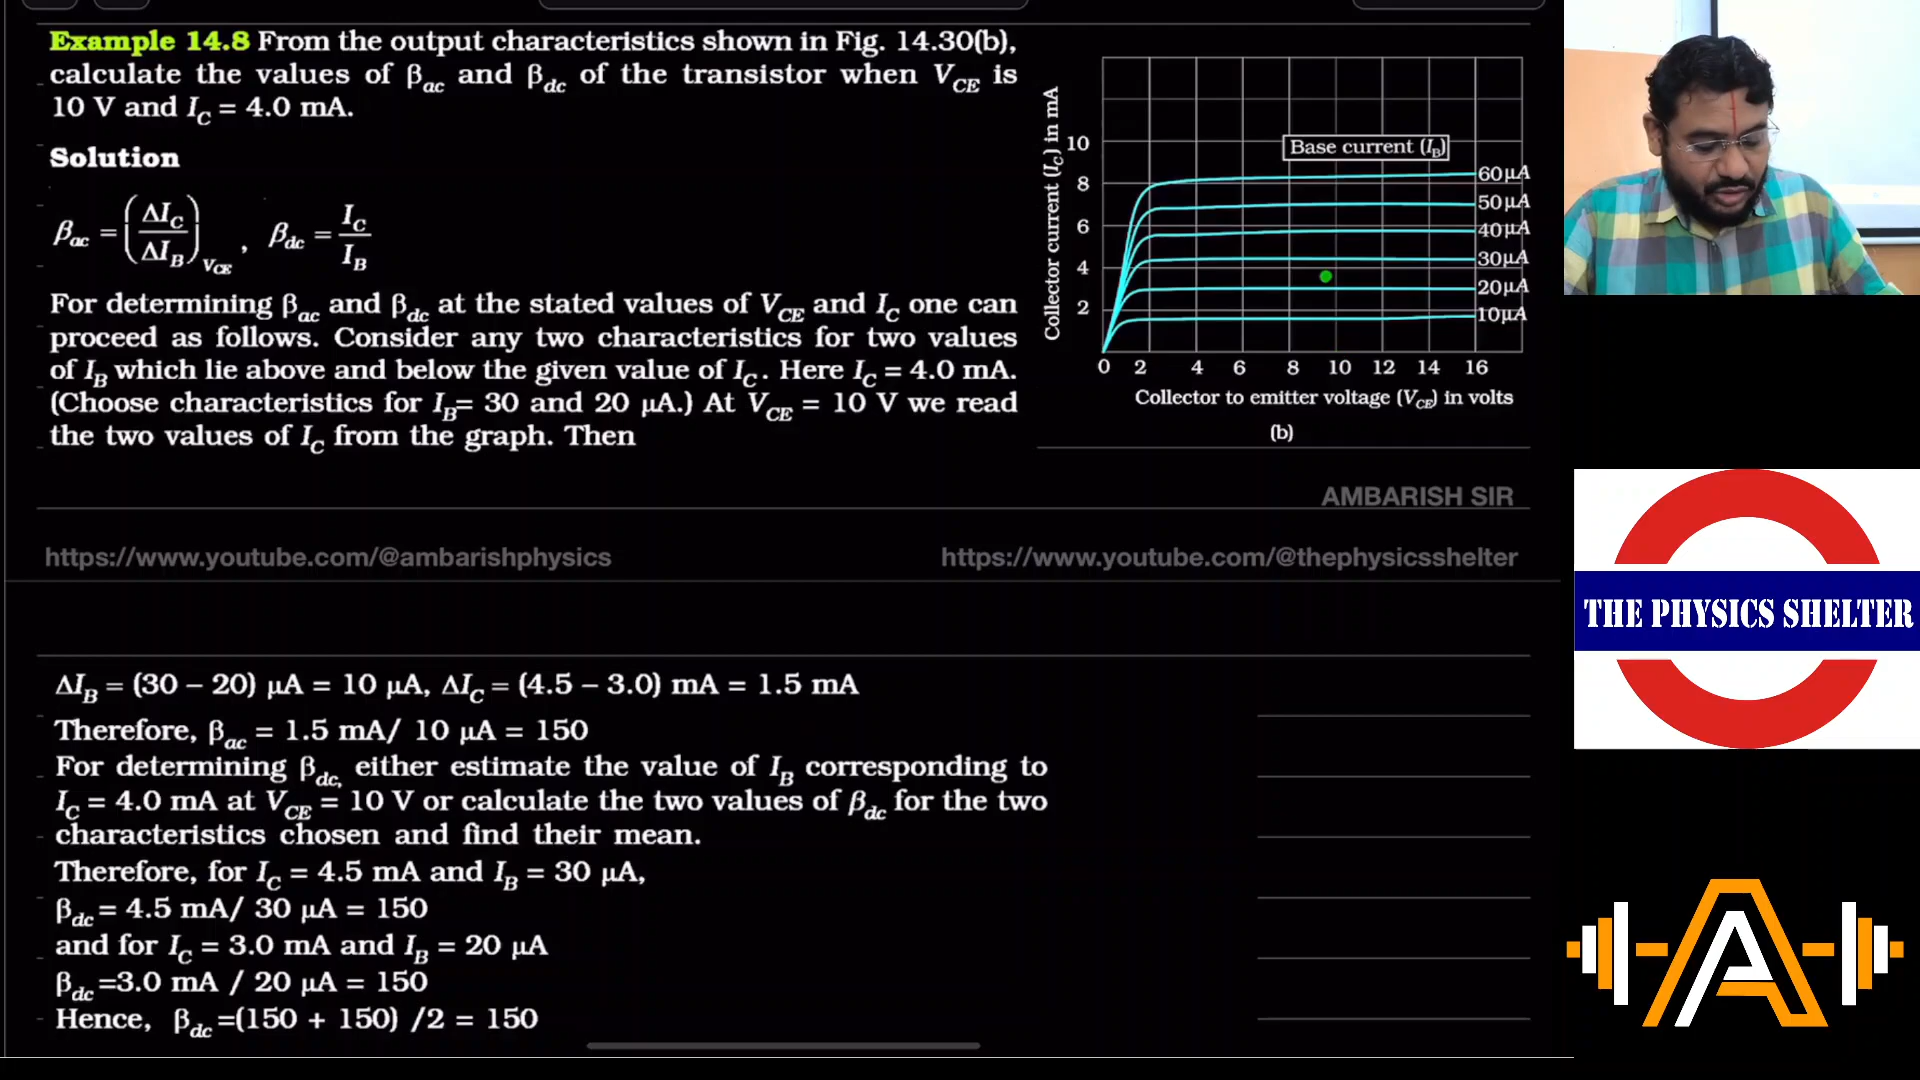 Example 14.8 From the output characteristics shown in Fig. 14.30(b),
calculate the values of βac and βdc of the transistor when VCE is
10 V and IC = 4.0 mA.
Solution
βac = (ΔIC / ΔIB)VCE , βdc = IC / IB
For determining βac and βdc at the stated values of VCE and IC one can
proceed as follows. Consider any two characteristics for two values
of IB which lie above and below the given value of IC. Here IC = 4.0 mA.
(Choose characteristics for IB= 30 and 20 μA.) At VCE = 10 V we read
the two values of IC from the graph. Then
Collector current (IC) in mA
10
8
6
4
2
Base current (IB)
60μA
50μA
40μA
30μA
20μA
10μA
0 2 4 6 8 10 12 14 16
Collector to emitter voltage (VCE) in volts
(b)
AMBARISH SIR
https://www.youtube.com/@ambarishphysics
https://www.youtube.com/@thephysicsshelter
THE PHYSICS SHELTER
ΔIB = (30 – 20) μA = 10 μA, ΔIC = (4.5 – 3.0) mA = 1.5 mA
Therefore, βac = 1.5 mA/ 10 μA = 150
For determining βdc, either estimate the value of IB corresponding to
IC = 4.0 mA at VCE = 10 V or calculate the two values of βdc for the two
characteristics chosen and find their mean.
Therefore, for IC = 4.5 mA and IB = 30 μA,
βdc = 4.5 mA/ 30 μA = 150
and for IC = 3.0 mA and IB = 20 μA
βdc =3.0 mA / 20 μA = 150
Hence, βdc =(150 + 150) /2 = 150
A